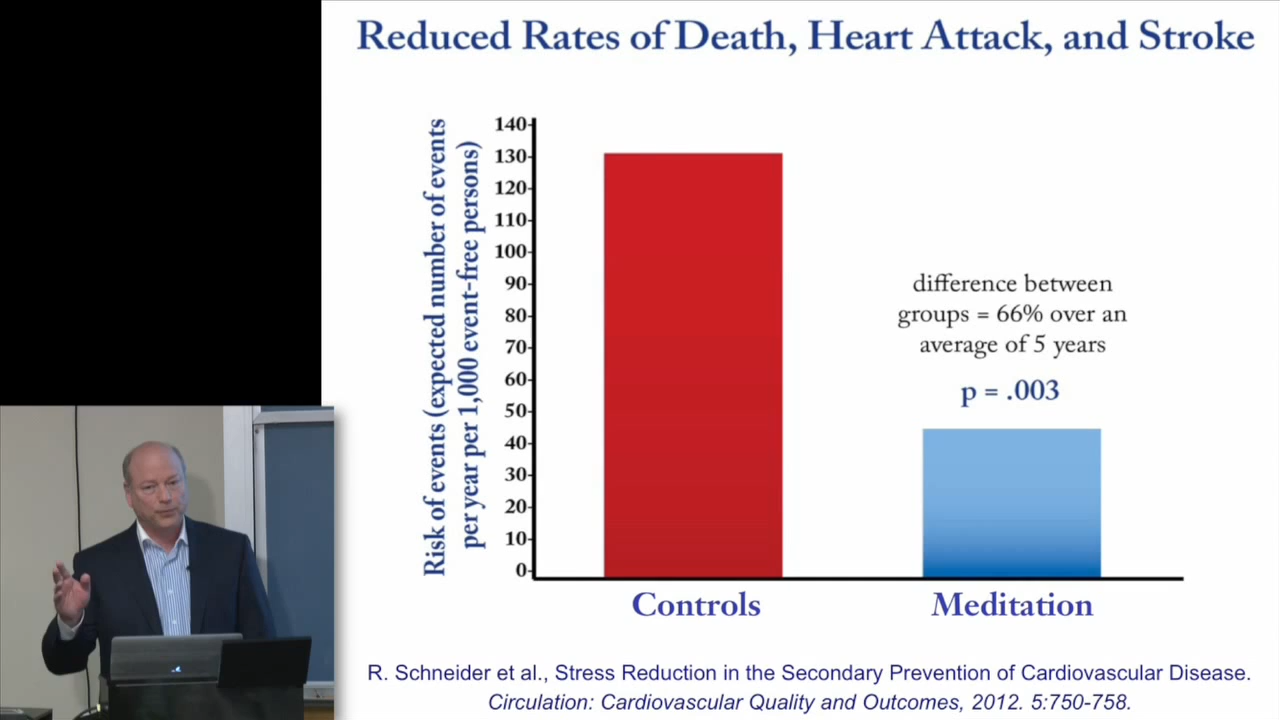 Reduced Rates of Death, Heart Attack, and Stroke
Risk of events (expected number of events
per year per 1,000 event-free persons)
140
130
120
110
100
90
80
70
60
50
40
30
20
10
0
difference between
groups = 66% over an
average of 5 years
p = .003
Controls
Meditation
R. Schneider et al., Stress Reduction in the Secondary Prevention of Cardiovascular Disease.
Circulation: Cardiovascular Quality and Outcomes, 2012. 5:750-758.